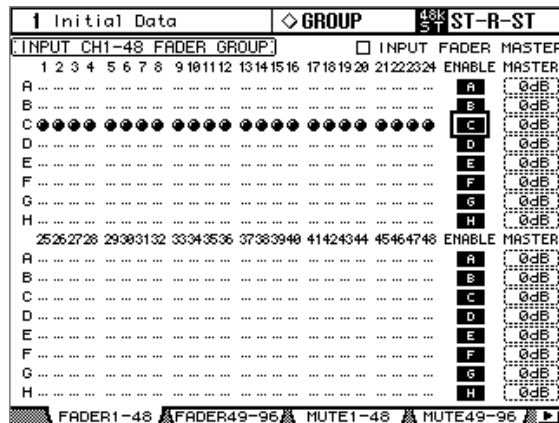 1 Initial Data ◇ GROUP 48k ST ST-R-ST
INPUT CH1-48 FADER GROUP □ INPUT FADER MASTER
1 2 3 4 5 6 7 8 9 10 11 12 13 14 15 16 17 18 19 20 21 22 23 24 ENABLE MASTER
A A 0dB
B B 0dB
C C 0dB
D D 0dB
E E 0dB
F F 0dB
G G 0dB
H H 0dB
25 26 27 28 29 30 31 32 33 34 35 36 37 38 39 40 41 42 43 44 45 46 47 48 ENABLE MASTER
A A 0dB
B B 0dB
C C 0dB
D D 0dB
E E 0dB
F F 0dB
G G 0dB
H H 0dB
FADER1-48 FADER49-96 MUTE1-48 MUTE49-96